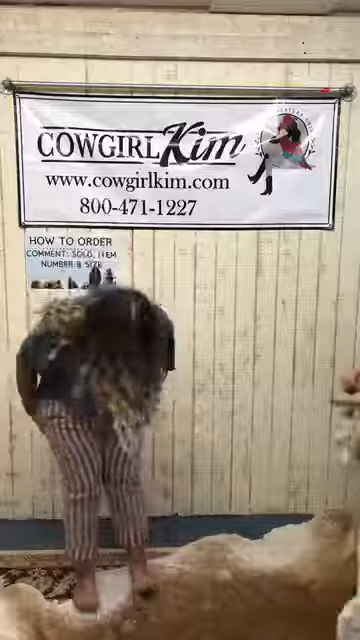 COWGIRL Kim
www.cowgirlkim.com
800-471-1227
HOW TO ORDER
COMMENT: SOLD, ITEM
NUMBER & SIZE